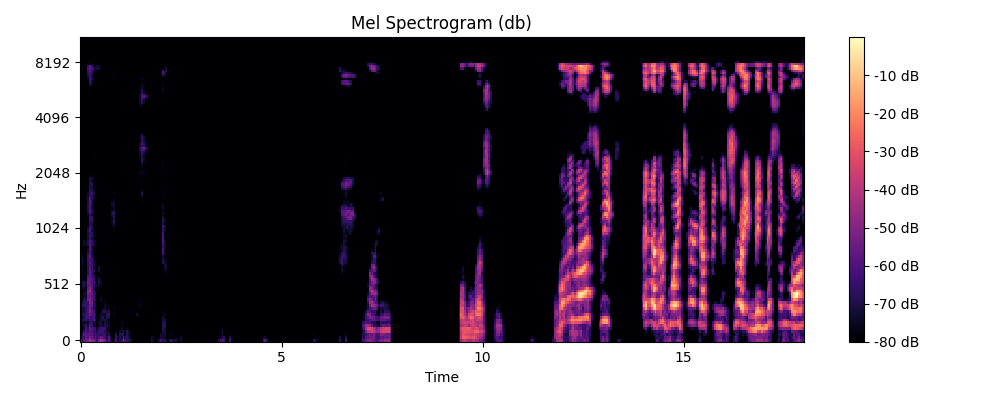 Mel Spectrogram (db)
8192
4096
2048
1024
512
0
Hz
0 5 10 15
Time
-10 dB
-20 dB
-30 dB
-40 dB
-50 dB
-60 dB
-70 dB
-80 dB